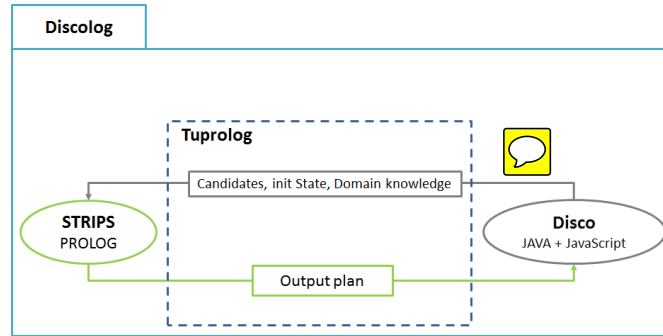 Discolog
Tuprolog
Candidates, init State, Domain knowledge
STRIPS
PROLOG
Disco
JAVA + JavaScript
Output plan